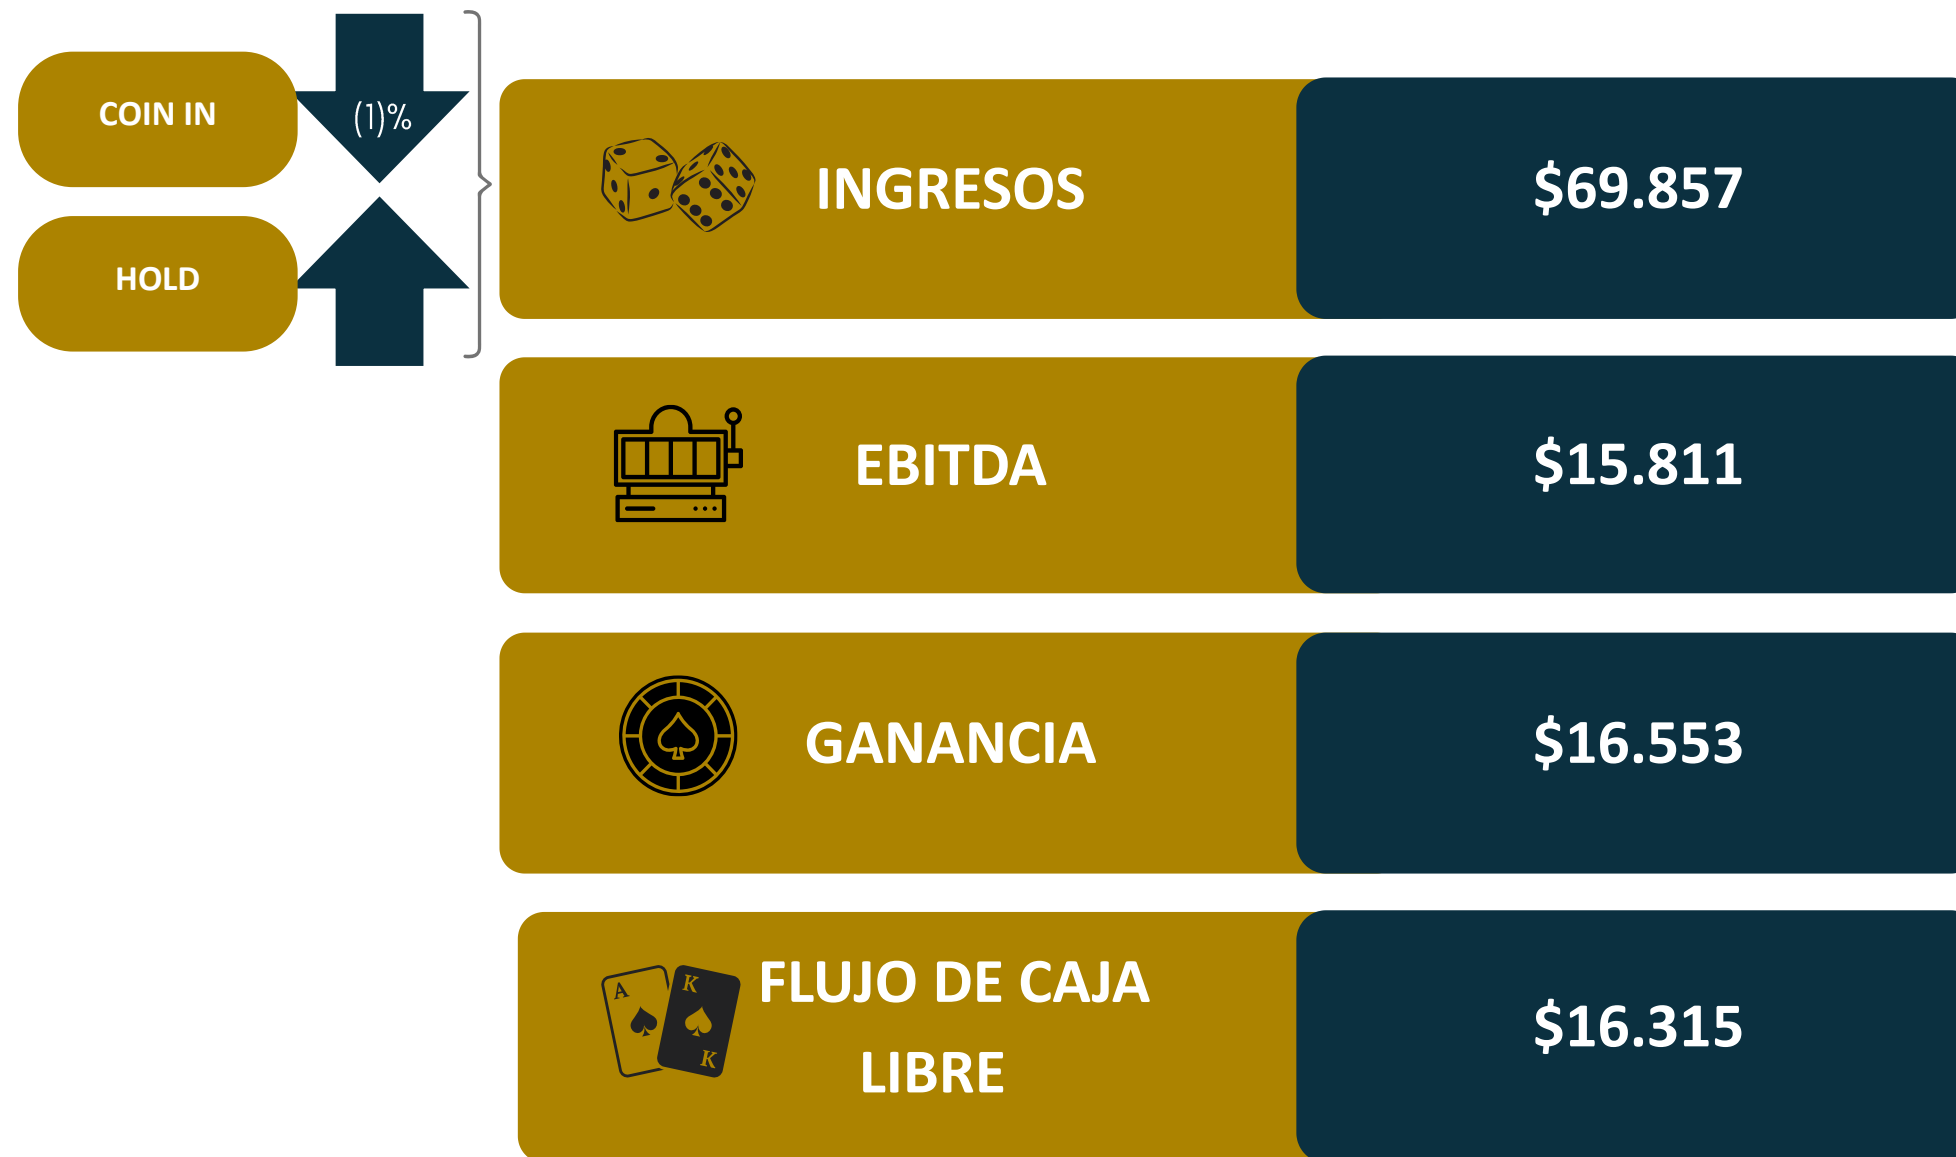 COIN IN
(1)%
HOLD
INGRESOS
$69.857
EBITDA
$15.811
GANANCIA
$16.553
A
K
K
FLUJO DE CAJA
LIBRE
$16.315